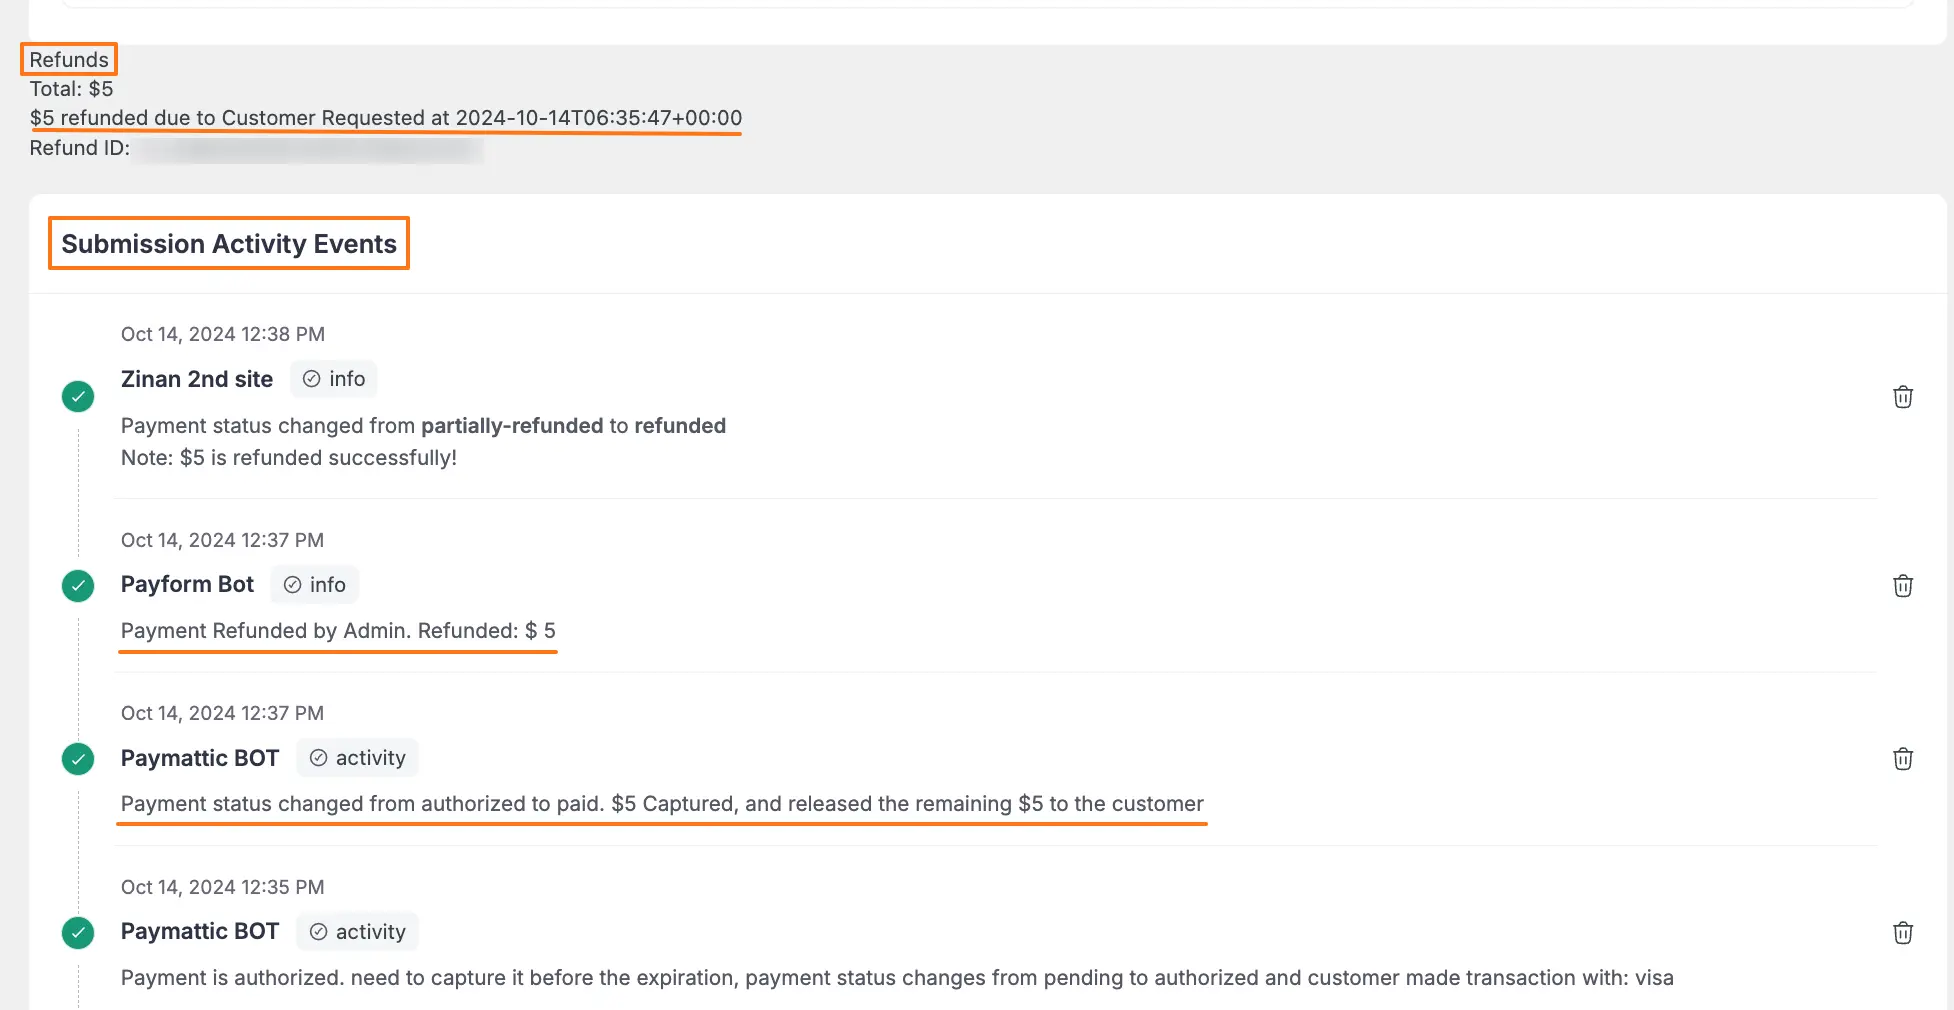 Refunds
Total: $5
$5 refunded due to Customer Requested at 2024-10-14T06:35:47+00:00
Refund ID:
Submission Activity Events
Oct 14, 2024 12:38 PM
Zinan 2nd site info
Payment status changed from partially-refunded to refunded
Note: $5 is refunded successfully!
Oct 14, 2024 12:37 PM
Payform Bot info
Payment Refunded by Admin. Refunded: $ 5
Oct 14, 2024 12:37 PM
Paymattic BOT activity
Payment status changed from authorized to paid. $5 Captured, and released the remaining $5 to the customer
Oct 14, 2024 12:35 PM
Paymattic BOT activity
Payment is authorized. need to capture it before the expiration, payment status changes from pending to authorized and customer made transaction with: visa